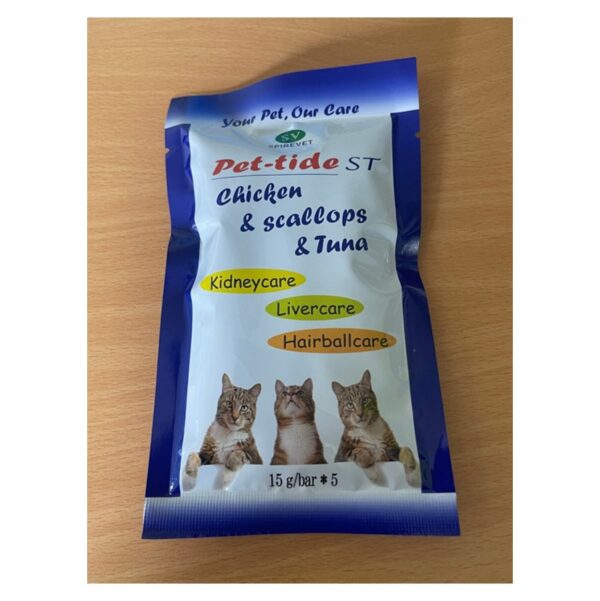 Your Pet, Our Care
SV
SPIREVET
Pet-tide ST
Chicken
& scallops
& Tuna
Kidneycare
Livercare
Hairballcare
15 g/bar * 5